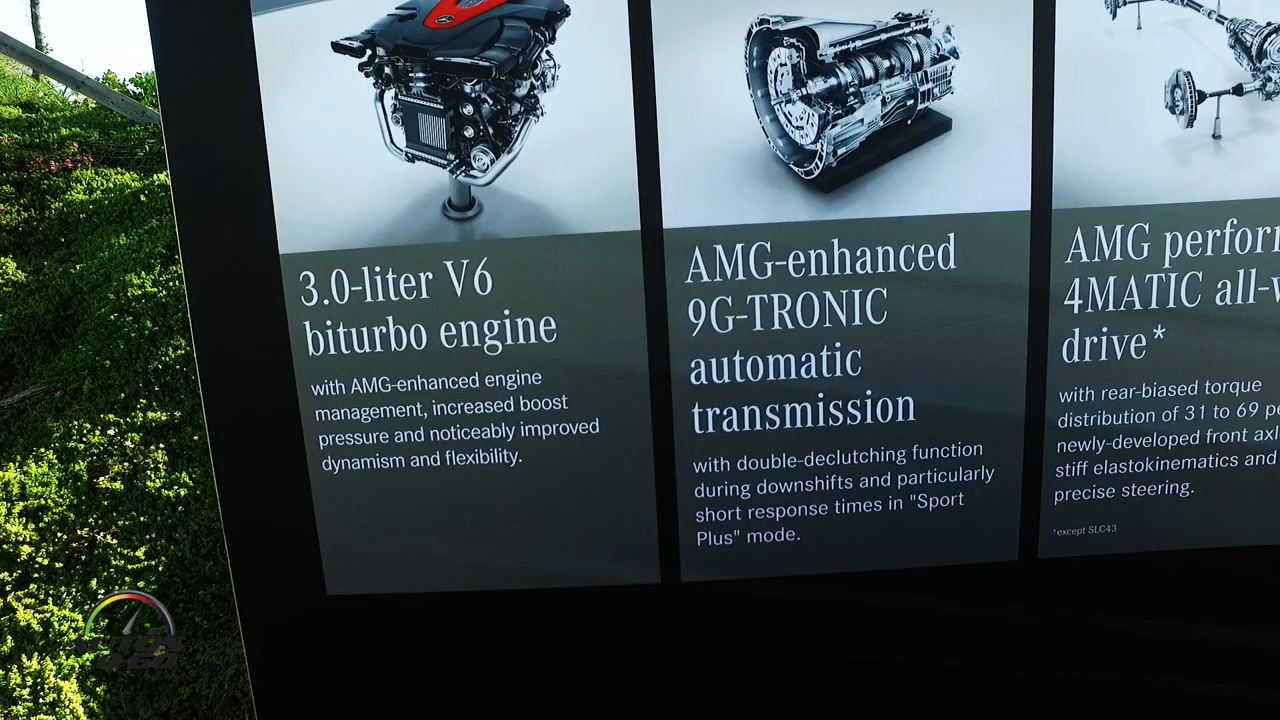 3.0-liter V6
biturbo engine
with AMG-enhanced engine
management, increased boost
pressure and noticeably improved
dynamism and flexibility.
AMG-enhanced
9G-TRONIC
automatic
transmission
with double-declutching function
during downshifts and particularly
short response times in "Sport
Plus" mode.
AMG
4MATIC
drive*
with rear-biased torque
distribution of 31 to 69
newly-developed front
stiff elastokinematics and
precise steering.
*except SLC43